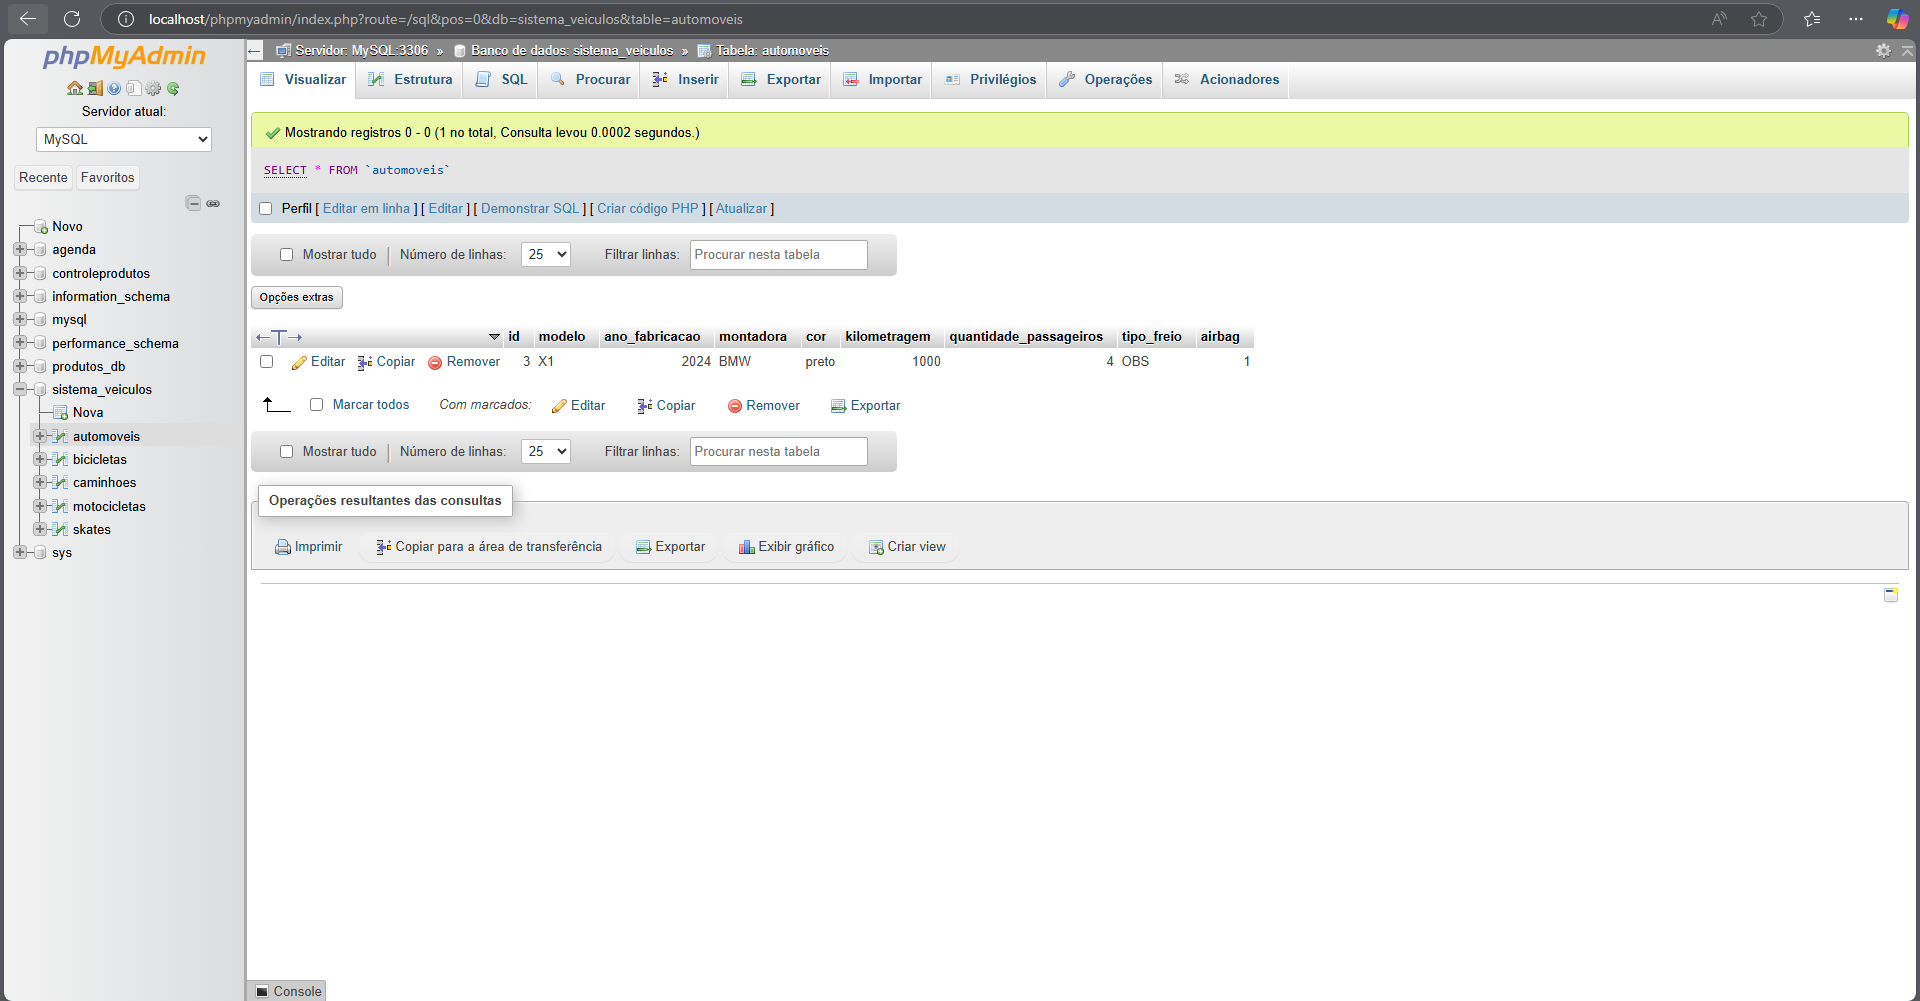 localhost/phpmyadmin/index.php?route=/sql&pos=0&db=sistema_veiculos&table=automoveis
phpMyAdmin
Servidor atual:
MySQL
Recente Favoritos
Novo
agenda
controleprodutos
information_schema
mysql
performance_schema
produtos_db
sistema_veiculos
Nova
automoveis
bicicletas
caminhoes
motocicletas
skates
sys
Servidor: MySQL:3306 » Banco de dados: sistema_veiculos » Tabela: automoveis
Visualizar Estrutura SQL Procurar Inserir Exportar Importar Privilégios Operações Acionadores
Mostrando registros 0 - 0 (1 no total, Consulta levou 0.0002 segundos.)
SELECT * FROM `automoveis`
Perfil [ Editar em linha ] [ Editar ] [ Demonstrar SQL ] [ Criar código PHP ] [ Atualizar ]
Mostrar tudo Número de linhas: 25 Filtrar linhas: Procurar nesta tabela
Opções extras
id modelo ano_fabricacao montadora cor kilometragem quantidade_passageiros tipo_freio airbag
Editar Copiar Remover 3 X1 2024 BMW preto 1000 4 OBS 1
Marcar todos Com marcados: Editar Copiar Remover Exportar
Mostrar tudo Número de linhas: 25 Filtrar linhas: Procurar nesta tabela
Operações resultantes das consultas
Imprimir Copiar para a área de transferência Exportar Exibir gráfico Criar view
Console